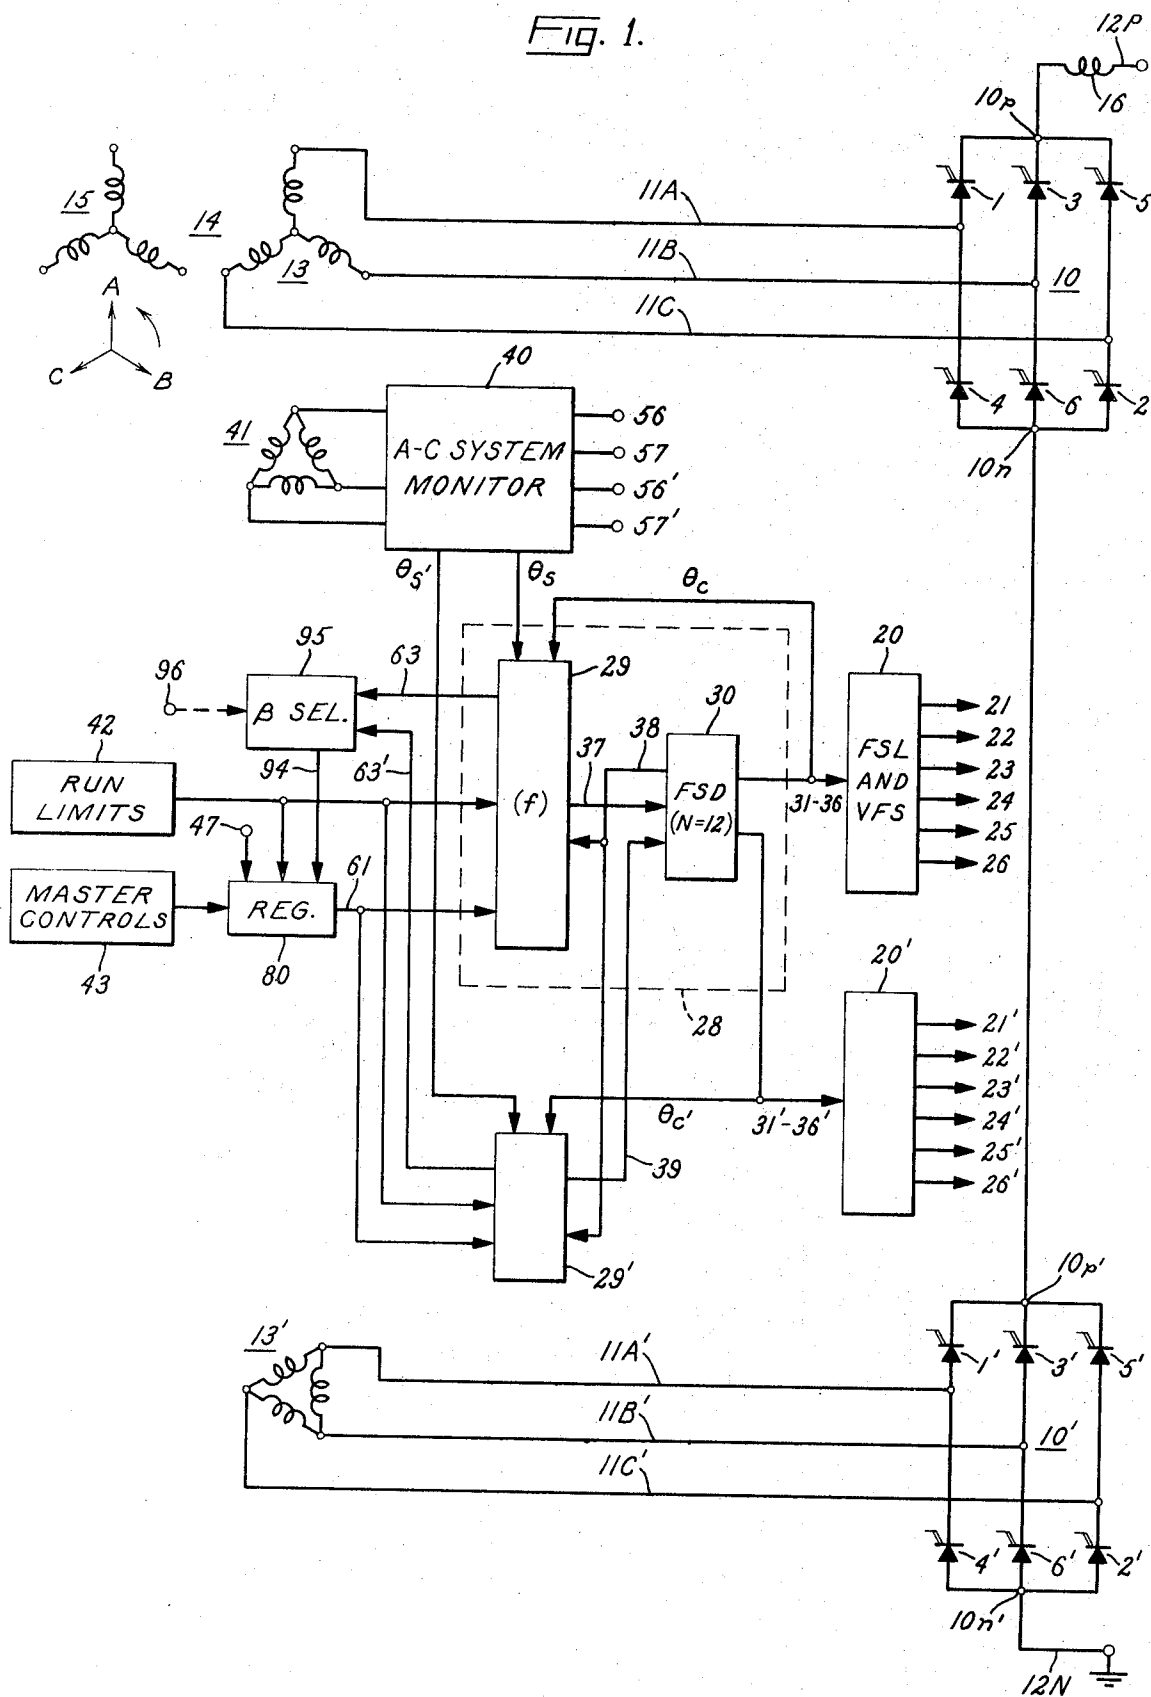 Fig. 1.
12P
16
10p
15
14
13
11A
11B
11C
1
3
5
10
A
C
B
4
6
2
10n
40
41
A-C SYSTEM
MONITOR
56
57
56'
57'
θs'
θs
θc
20
95
63
29
96
β SEL.
30
42
94
63'
37
38
RUN
LIMITS
(f)
FSD
(N=12)
31-36
FSL
AND
VFS
21
22
23
24
25
26
47
MASTER
CONTROLS
REG.
61
43
80
28
20'
21'
22'
23'
24'
25'
26'
θc'
31'-36'
39
29'
10p'
13'
11A'
11B'
11C'
1'
3'
5'
10'
4'
6'
2'
10n'
12N